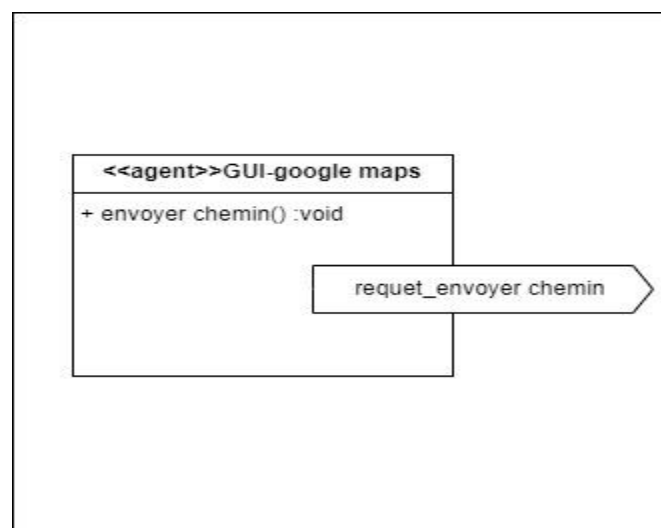 <<agent>>GUI-google maps
+ envoyer chemin() :void
requet_envoyer chemin